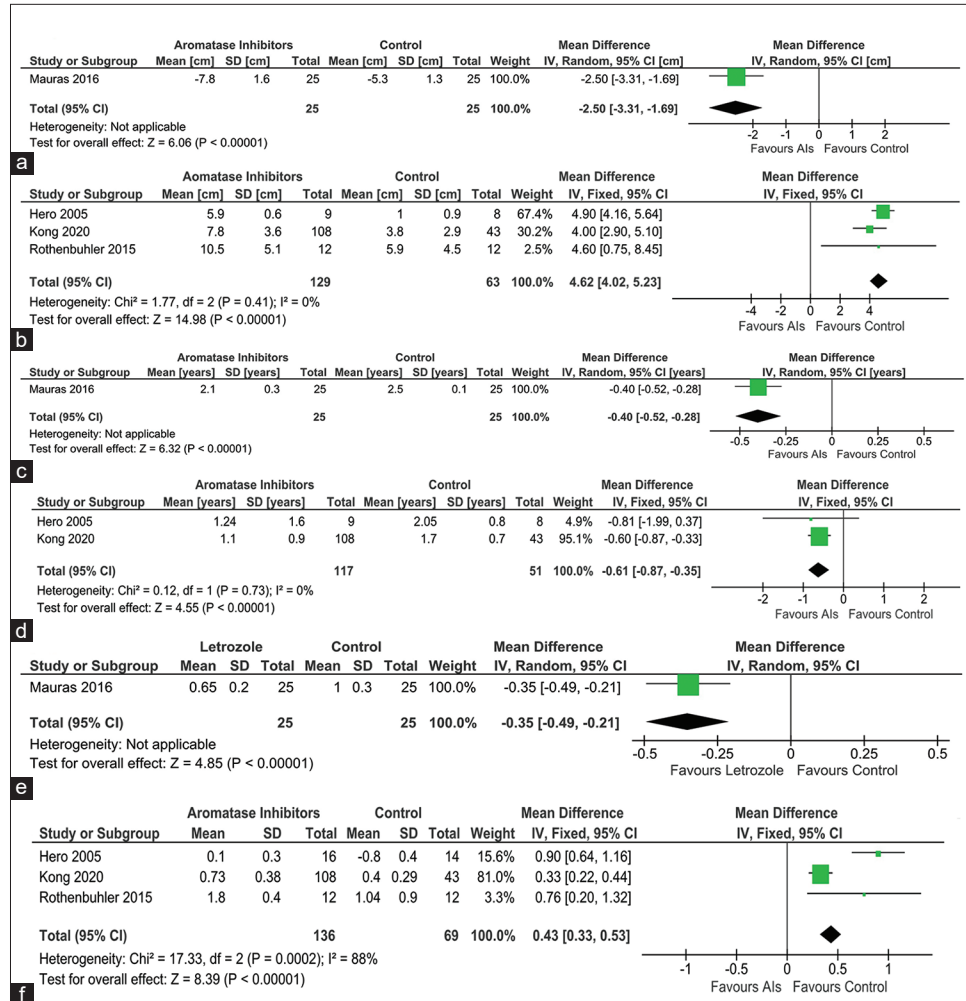 Aromatase Inhibitors Control Mean Difference Mean Difference
Study or Subgroup Mean [cm] SD [cm] Total Mean [cm] SD [cm] Total Weight IV, Random, 95% CI [cm] IV, Random, 95% CI [cm]
Mauras 2016 -7.8 1.6 25 -5.3 1.3 25 100.0% -2.50 [-3.31, -1.69]
Total (95% CI) 25 25 100.0% -2.50 [-3.31, -1.69]
Heterogeneity: Not applicable
Test for overall effect: Z = 6.06 (P < 0.00001)
-2 -1 0 1 2
Favours AIs Favours Control
a
Aomatase Inhibitors Control Mean Difference Mean Difference
Study or Subgroup Mean [cm] SD [cm] Total Mean [cm] SD [cm] Total Weight IV, Fixed, 95% CI IV, Fixed, 95% CI
Hero 2005 5.9 0.6 9 1 0.9 8 67.4% 4.90 [4.16, 5.64]
Kong 2020 7.8 3.6 108 3.8 2.9 43 30.2% 4.00 [2.90, 5.10]
Rothenbuhler 2015 10.5 5.1 12 5.9 4.5 12 2.5% 4.60 [0.75, 8.45]
Total (95% CI) 129 63 100.0% 4.62 [4.02, 5.23]
Heterogeneity: Chi² = 1.77, df = 2 (P = 0.41); I² = 0%
Test for overall effect: Z = 14.98 (P < 0.00001)
-4 -2 0 2 4
Favours AIs Favours Control
b
Aromatase Inhibitors Control Mean Difference Mean Difference
Study or Subgroup Mean [years] SD [years] Total Mean [years] SD [years] Total Weight IV, Random, 95% CI [years] IV, Random, 95% CI [years]
Mauras 2016 2.1 0.3 25 2.5 0.1 25 100.0% -0.40 [-0.52, -0.28]
Total (95% CI) 25 25 100.0% -0.40 [-0.52, -0.28]
Heterogeneity: Not applicable
Test for overall effect: Z = 6.32 (P < 0.00001)
-0.5 -0.25 0 0.25 0.5
Favours AIs Favours Control
c
Aromatase Inhibitors Control Mean Difference Mean Difference
Study or Subgroup Mean [years] SD [years] Total Mean [years] SD [years] Total Weight IV, Fixed, 95% CI IV, Fixed, 95% CI
Hero 2005 1.24 1.6 9 2.05 0.8 8 4.9% -0.81 [-1.99, 0.37]
Kong 2020 1.1 0.9 108 1.7 0.7 43 95.1% -0.60 [-0.87, -0.33]
Total (95% CI) 117 51 100.0% -0.61 [-0.87, -0.35]
Heterogeneity: Chi² = 0.12, df = 1 (P = 0.73); I² = 0%
Test for overall effect: Z = 4.55 (P < 0.00001)
-2 -1 0 1 2
Favours AIs Favours Control
d
Letrozole Control Mean Difference Mean Difference
Study or Subgroup Mean SD Total Mean SD Total Weight IV, Random, 95% CI IV, Random, 95% CI
Mauras 2016 0.65 0.2 25 1 0.3 25 100.0% -0.35 [-0.49, -0.21]
Total (95% CI) 25 25 100.0% -0.35 [-0.49, -0.21]
Heterogeneity: Not applicable
Test for overall effect: Z = 4.85 (P < 0.00001)
-0.5 -0.25 0 0.25 0.5
Favours Letrozole Favours Control
e
Aromatase Inhibitors Control Mean Difference Mean Difference
Study or Subgroup Mean SD Total Mean SD Total Weight IV, Fixed, 95% CI IV, Fixed, 95% CI
Hero 2005 0.1 0.3 16 -0.8 0.4 14 15.6% 0.90 [0.64, 1.16]
Kong 2020 0.73 0.38 108 0.4 0.29 43 81.0% 0.33 [0.22, 0.44]
Rothenbuhler 2015 1.8 0.4 12 1.04 0.9 12 3.3% 0.76 [0.20, 1.32]
Total (95% CI) 136 69 100.0% 0.43 [0.33, 0.53]
Heterogeneity: Chi² = 17.33, df = 2 (P = 0.0002); I² = 88%
Test for overall effect: Z = 8.39 (P < 0.00001)
-1 -0.5 0 0.5 1
Favours AIs Favours Control
f